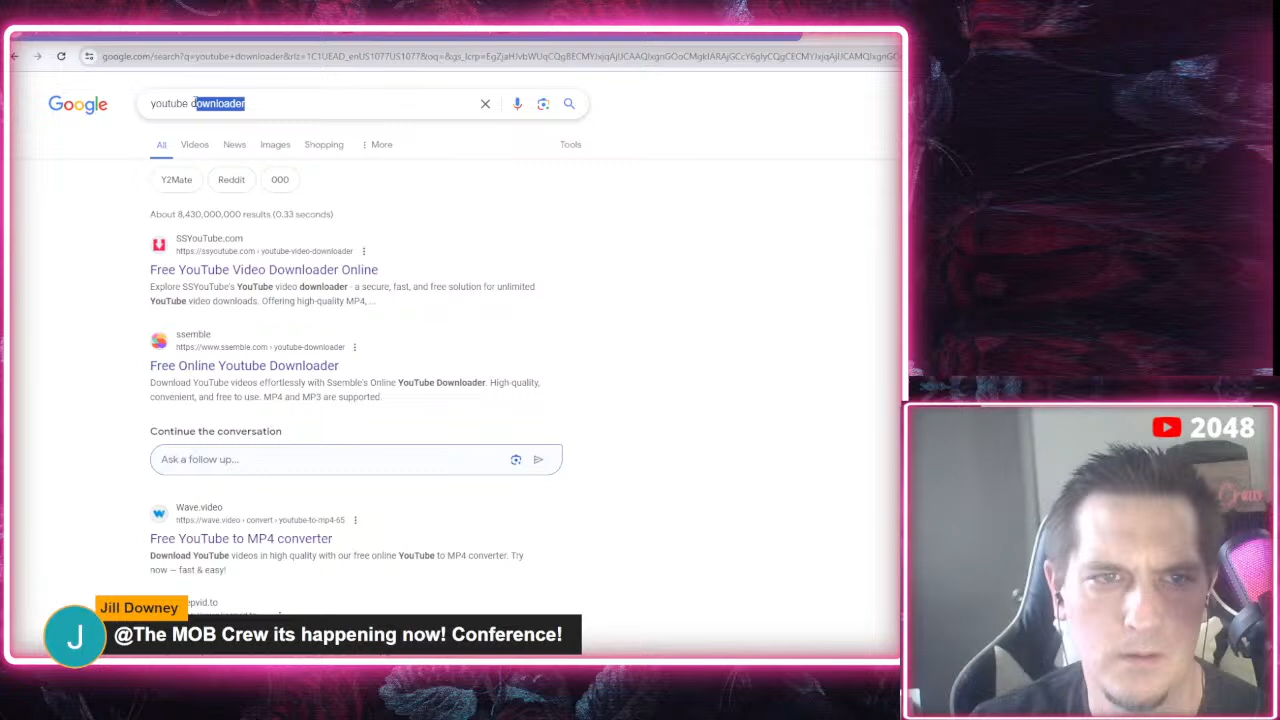 google.com/search?q=youtube+downloader&rlz=1C1UEAD_enUS1077US1077&oq=&gs_lcrp=
Google
youtube downloader
All Videos News Images Shopping More Tools
Y2Mate Reddit 000
About 8,430,000,000 results (0.33 seconds)
SSYouTube.com
https://ssyoutube.com › youtube-video-downloader
Free YouTube Video Downloader Online
Explore SSYouTube's YouTube video downloader - a secure, fast, and free solution for unlimited
YouTube video downloads. Offering high-quality MP4, ...
ssemble
https://www.ssemble.com › youtube-downloader
Free Online Youtube Downloader
Download YouTube videos effortlessly with Ssemble's Online YouTube Downloader. High-quality,
convenient, and free to use. MP4 and MP3 are supported.
Continue the conversation
Ask a follow up...
Wave.video
https://wave.video › convert › youtube-to-mp4-65
Free YouTube to MP4 converter
Download YouTube videos in high quality with our free online YouTube to MP4 converter. Try
now — fast & easy!
epvid.to
Jill Downey
J
@The MOB Crew its happening now! Conference!
2048